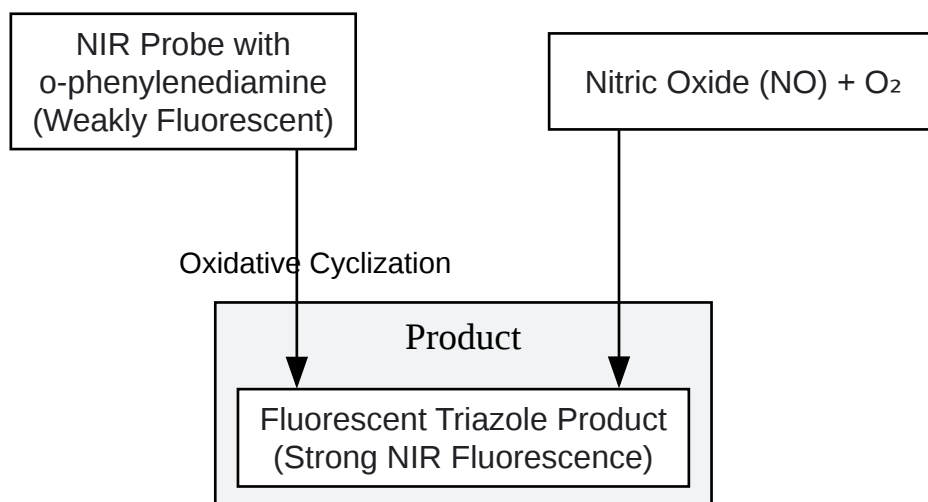 NIR Probe with
o-phenylenediamine
(Weakly Fluorescent)
Nitric Oxide (NO) + O₂
Oxidative Cyclization
Product
Fluorescent Triazole Product
(Strong NIR Fluorescence)